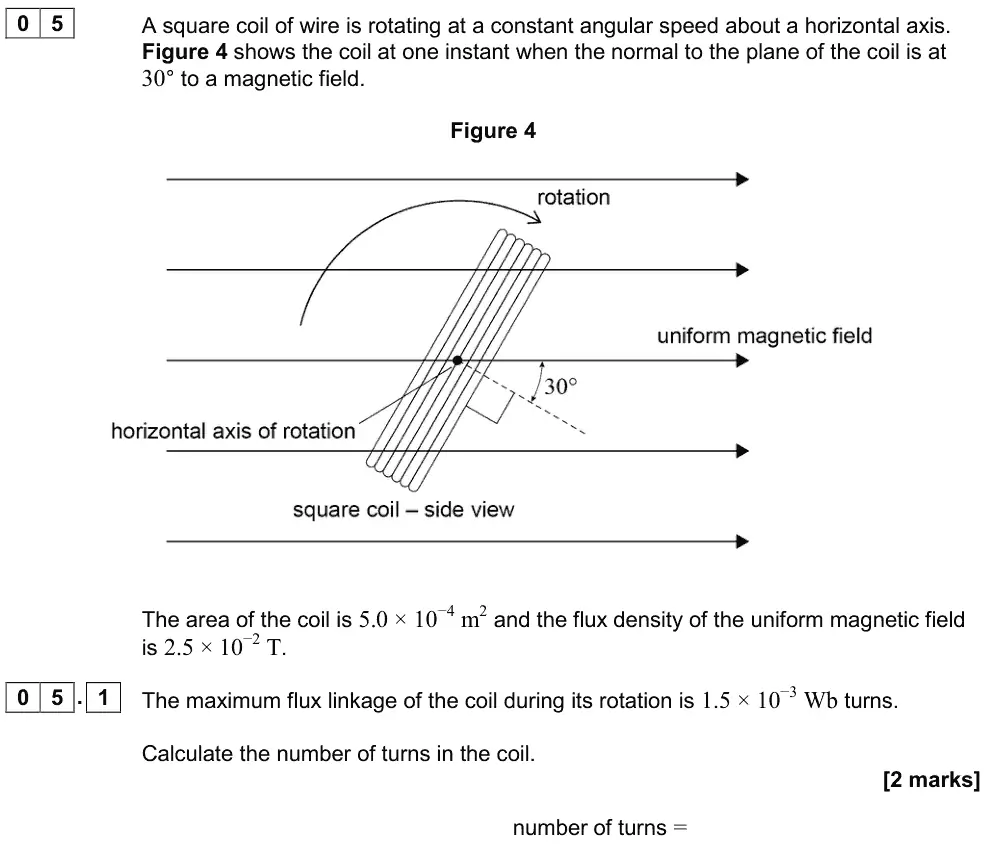 0 5 A square coil of wire is rotating at a constant angular speed about a horizontal axis.
Figure 4 shows the coil at one instant when the normal to the plane of the coil is at
30° to a magnetic field.
Figure 4
rotation
uniform magnetic field
30°
horizontal axis of rotation
square coil – side view
The area of the coil is 5.0 × 10⁻⁴ m² and the flux density of the uniform magnetic field
is 2.5 × 10⁻² T.
0 5 . 1 The maximum flux linkage of the coil during its rotation is 1.5 × 10⁻³ Wb turns.
Calculate the number of turns in the coil.
[2 marks]
number of turns =